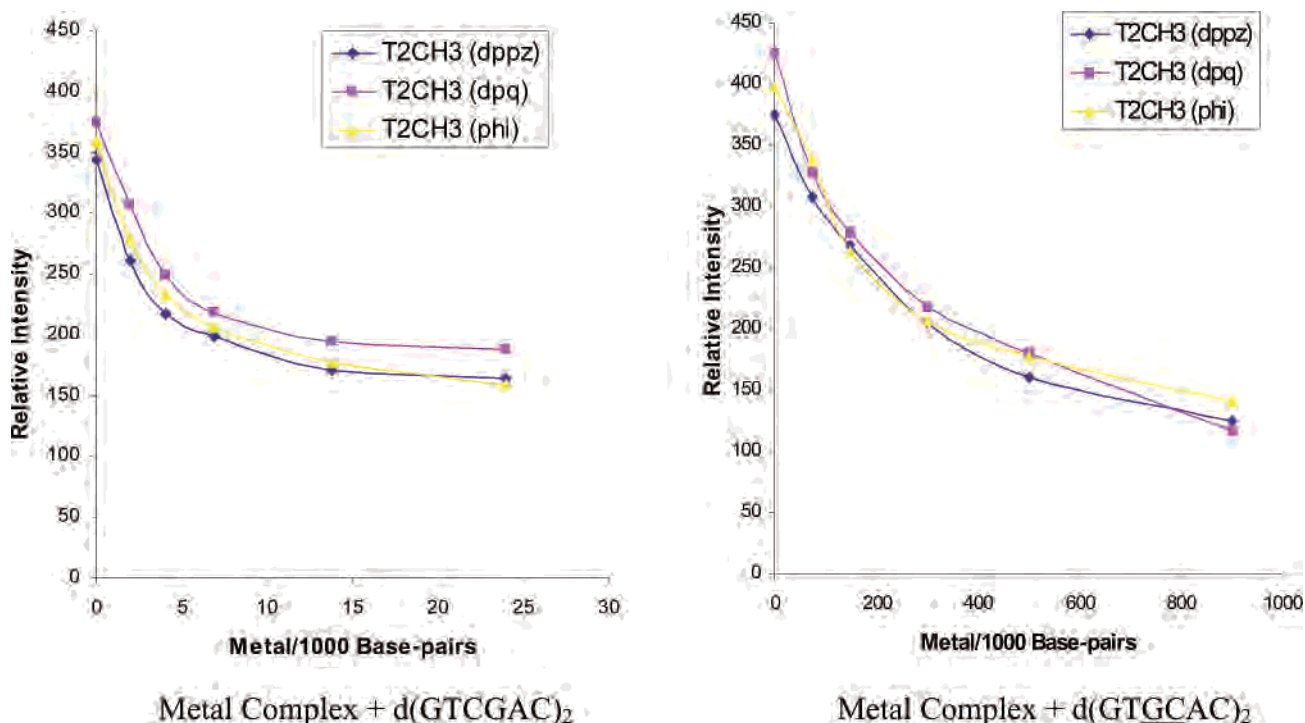 450
400
350
300
250
200
150
100
50
0
Relative Intensity
T2CH3 (dppz)
T2CH3 (dpq)
T2CH3 (phi)
0 5 10 15 20 25 30
Metal/1000 Base-pairs
Metal Complex + d(GTCGAC)2
450
400
350
300
250
200
150
100
50
0
Relative Intensity
T2CH3 (dppz)
T2CH3 (dpq)
T2CH3 (phi)
0 200 400 600 800 1000
Metal/1000 Base-pairs
Metal Complex + d(GTGCAC)2